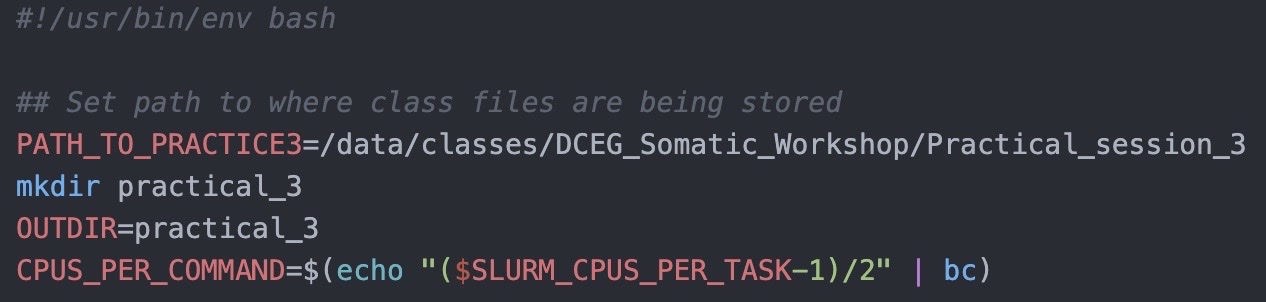 #!/usr/bin/env bash
## Set path to where class files are being stored
PATH_TO_PRACTICE3=/data/classes/DCEG_Somatic_Workshop/Practical_session_3
mkdir practical_3
OUTDIR=practical_3
CPUS_PER_COMMAND=$(echo "($SLURM_CPUS_PER_TASK-1)/2" | bc)